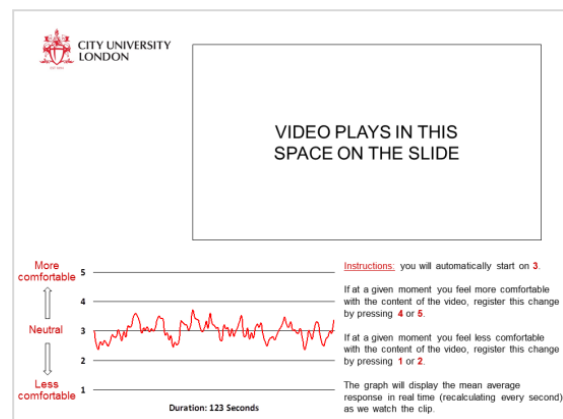 CITY UNIVERSITY
LONDON
VIDEO PLAYS IN THIS
SPACE ON THE SLIDE
More
comfortable
Neutral
Less
comfortable
5
4
3
2
1
Duration: 123 Seconds
Instructions: you will automatically start on 3.
If at a given moment you feel more comfortable
with the content of the video, register this change
by pressing 4 or 5.
If at a given moment you feel less comfortable
with the content of the video, register this change
by pressing 1 or 2.
The graph will display the mean average
response in real time (recalculating every second)
as we watch the clip.